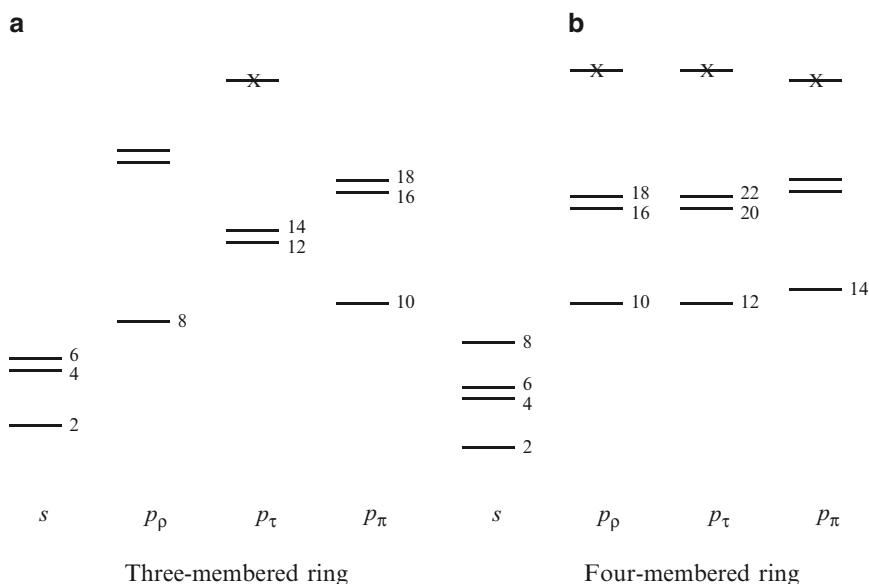 a
X
18
16
14
12
10
8
6
4
2
s pρ pτ pπ
Three-membered ring
b
X X X
18 22
16 20
10 12 14
8
6
4
2
s pρ pτ pπ
Four-membered ring